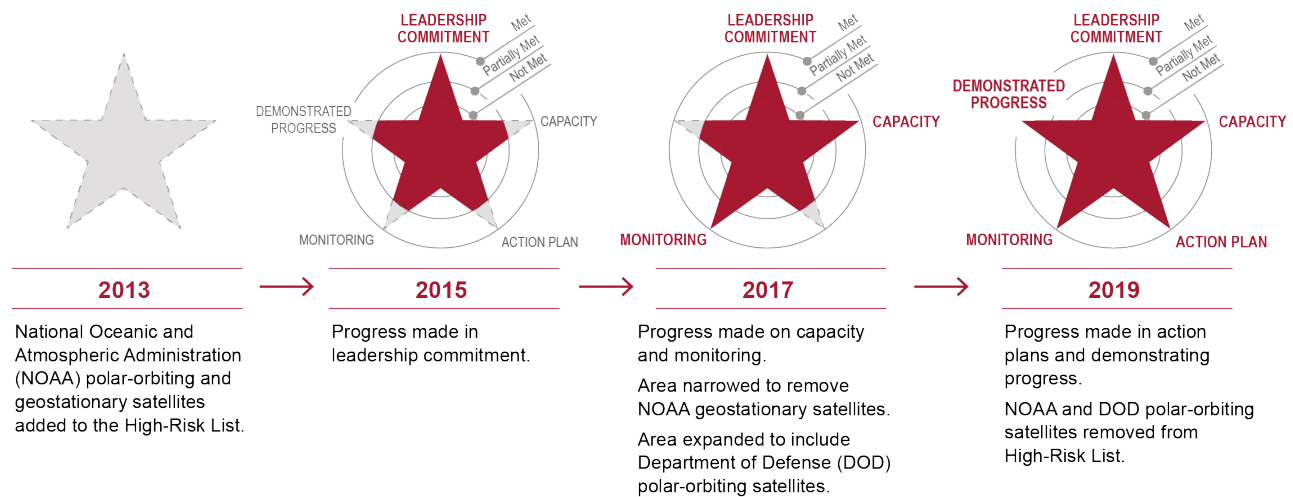 LEADERSHIP
COMMITMENT
Met
Partially Met
Not Met
DEMONSTRATED
PROGRESS
CAPACITY
MONITORING
ACTION PLAN
LEADERSHIP
COMMITMENT
Met
Partially Met
Not Met
CAPACITY
MONITORING
LEADERSHIP
COMMITMENT
Met
Partially Met
Not Met
DEMONSTRATED
PROGRESS
CAPACITY
MONITORING
ACTION PLAN
2013
National Oceanic and
Atmospheric Administration
(NOAA) polar-orbiting and
geostationary satellites
added to the High-Risk List.
2015
Progress made in
leadership commitment.
2017
Progress made on capacity
and monitoring.
Area narrowed to remove
NOAA geostationary satellites.
Area expanded to include
Department of Defense (DOD)
polar-orbiting satellites.
2019
Progress made in action
plans and demonstrating
progress.
NOAA and DOD polar-orbiting
satellites removed from
High-Risk List.